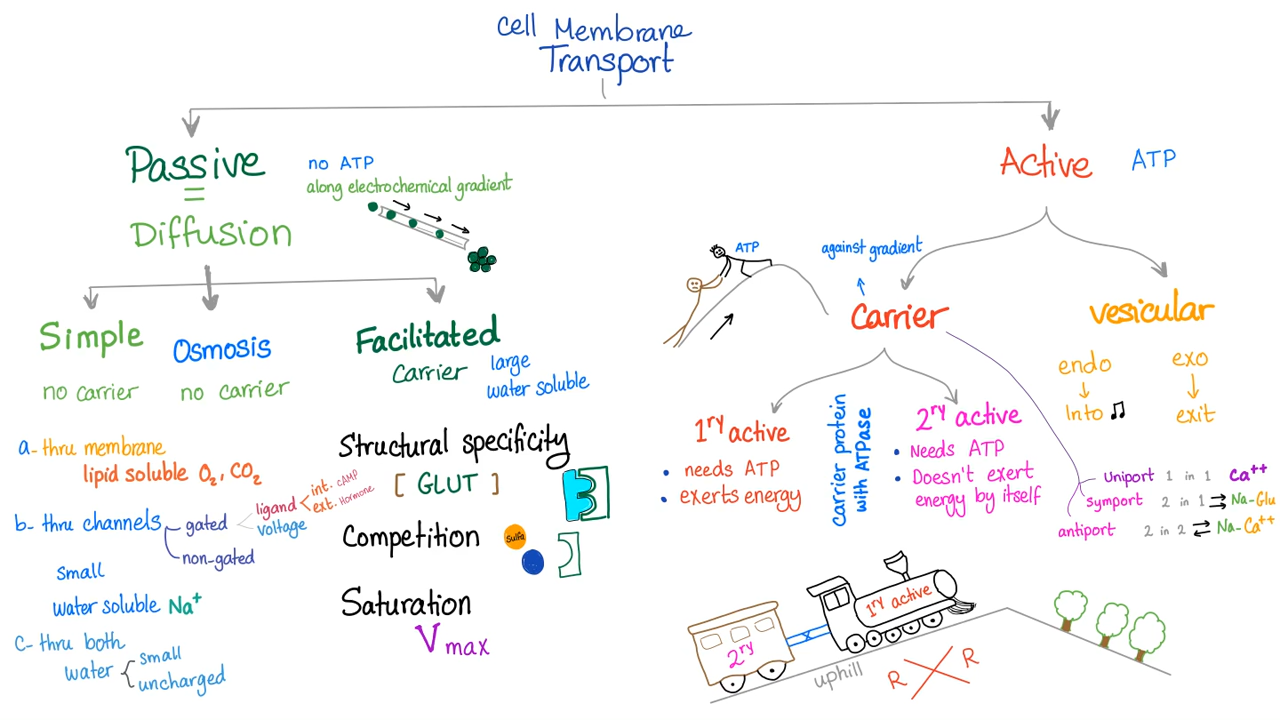 Cell Membrane
Transport
Passive
=
Diffusion
no ATP
along electrochemical gradient
Simple
no carrier
Osmosis
no carrier
Facilitated
Carrier
large
water soluble
a- thru membrane
lipid soluble O₂, CO₂
b- thru channels
gated
ligand
int. cAMP
ext. Hormone
voltage
non-gated
small
water soluble Na⁺
c- thru both
water
small
uncharged
Structural specificity
[ GLUT ]
Competition
Sulfa
Saturation
Vmax
Active
ATP
ATP
against gradient
Carrier
1ry active
• needs ATP
• exerts energy
Carrier protein
with ATPase
2ry active
• Needs ATP
• Doesn't exert
energy by itself
vesicular
endo
↓
Into ♫
exo
↓
exit
Uniport 1 in 1 Ca⁺⁺
symport 2 in 1 ⇉ Na-Glu
antiport 2 in 2 ⇄ Na-Ca⁺⁺
1ry active
2ry
uphill
R R